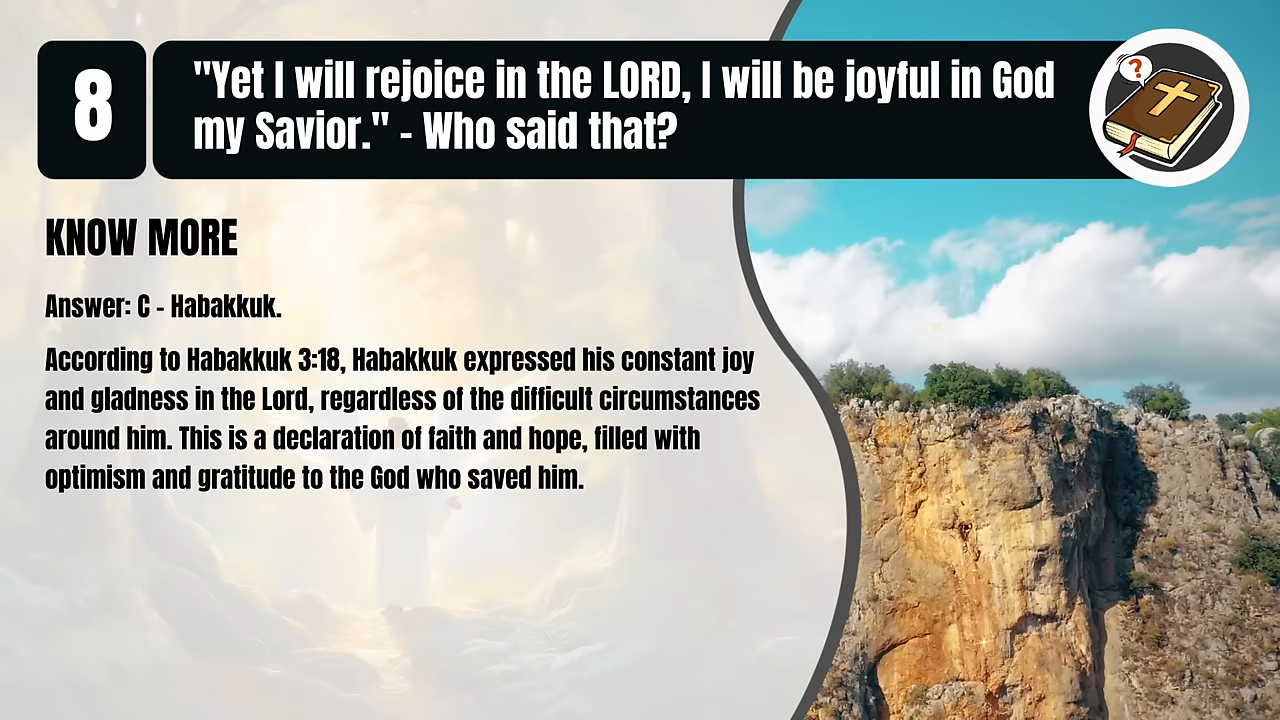 8
"Yet I will rejoice in the LORD, I will be joyful in God
my Savior." - Who said that?
?
KNOW MORE
Answer: C - Habakkuk.
According to Habakkuk 3:18, Habakkuk expressed his constant joy
and gladness in the Lord, regardless of the difficult circumstances
around him. This is a declaration of faith and hope, filled with
optimism and gratitude to the God who saved him.